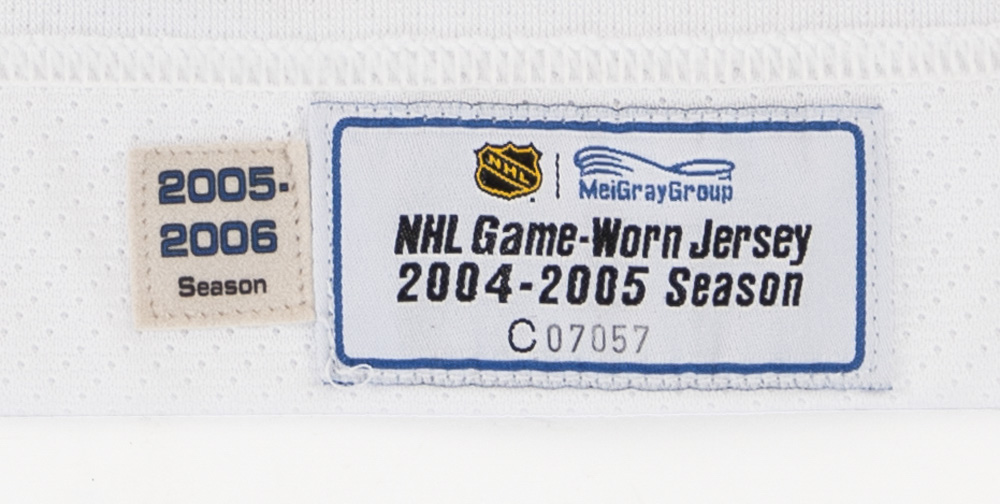 2005-
2006
Season
NHL
MeiGrayGroup
NHL Game-Worn Jersey
2004-2005 Season
C07057